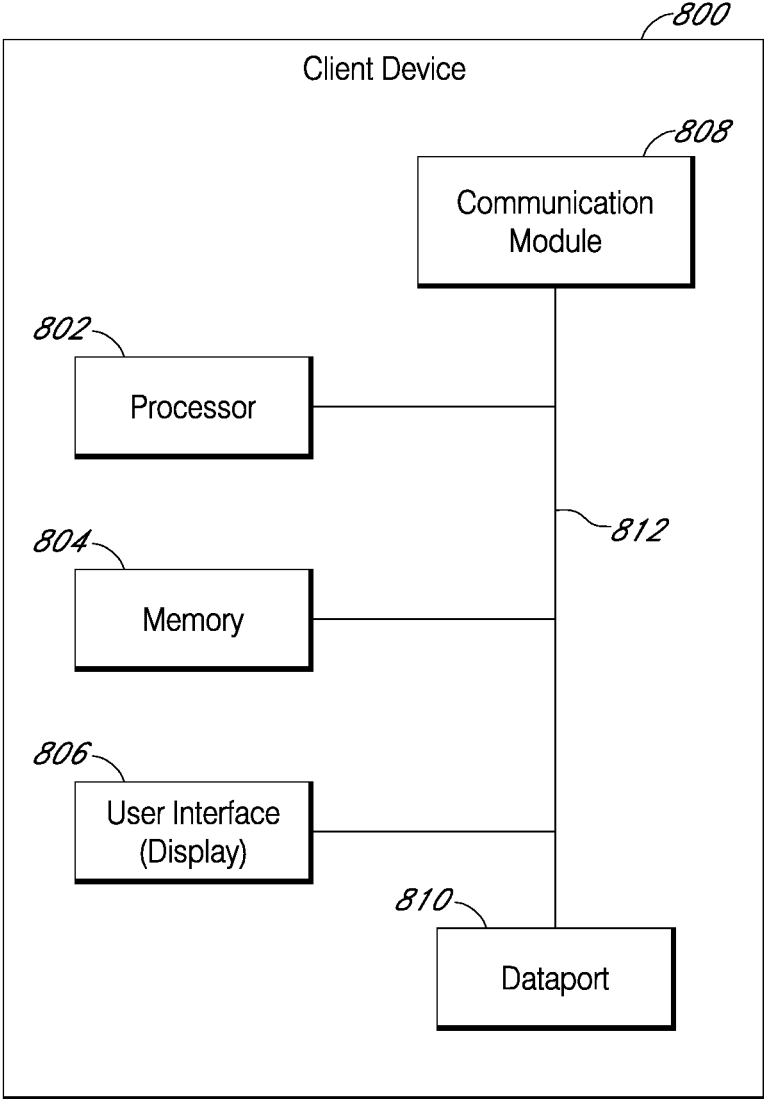 800
Client Device
808
Communication
Module
802
Processor
812
804
Memory
806
User Interface
(Display)
810
Dataport